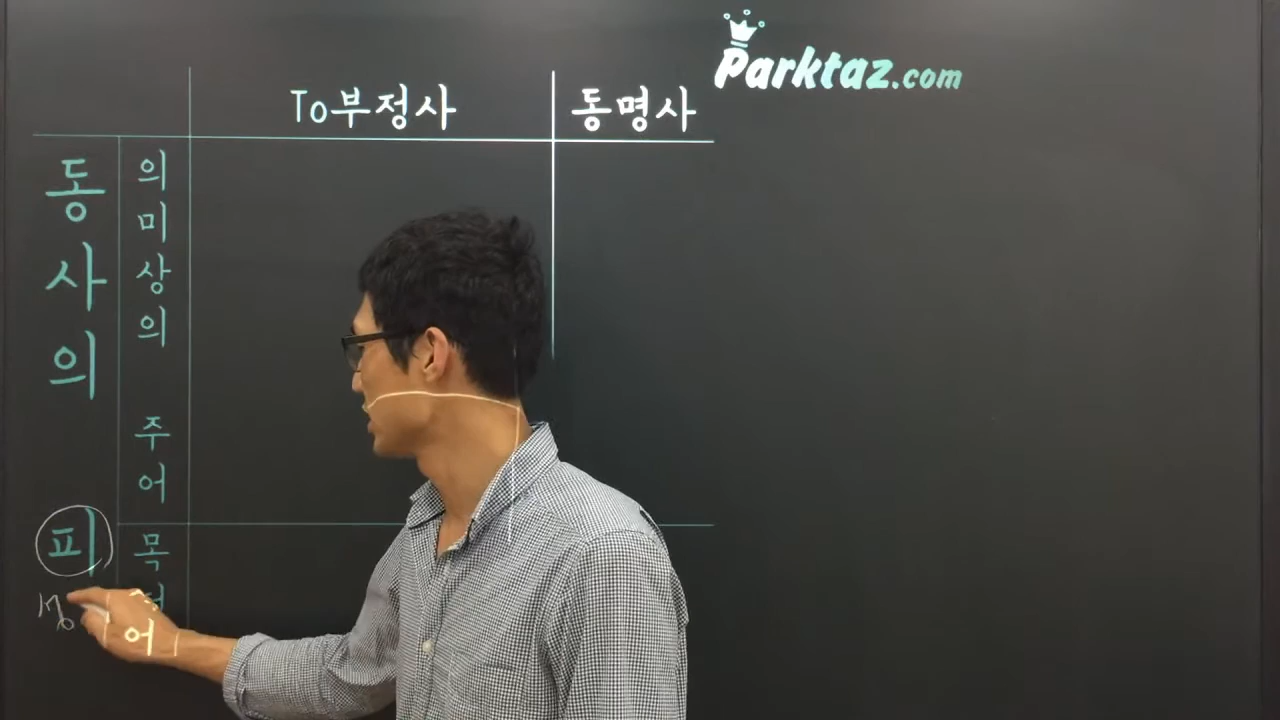 Parktaz.com
To부정사 동명사
동사의 피
의미상의 주어
목적어